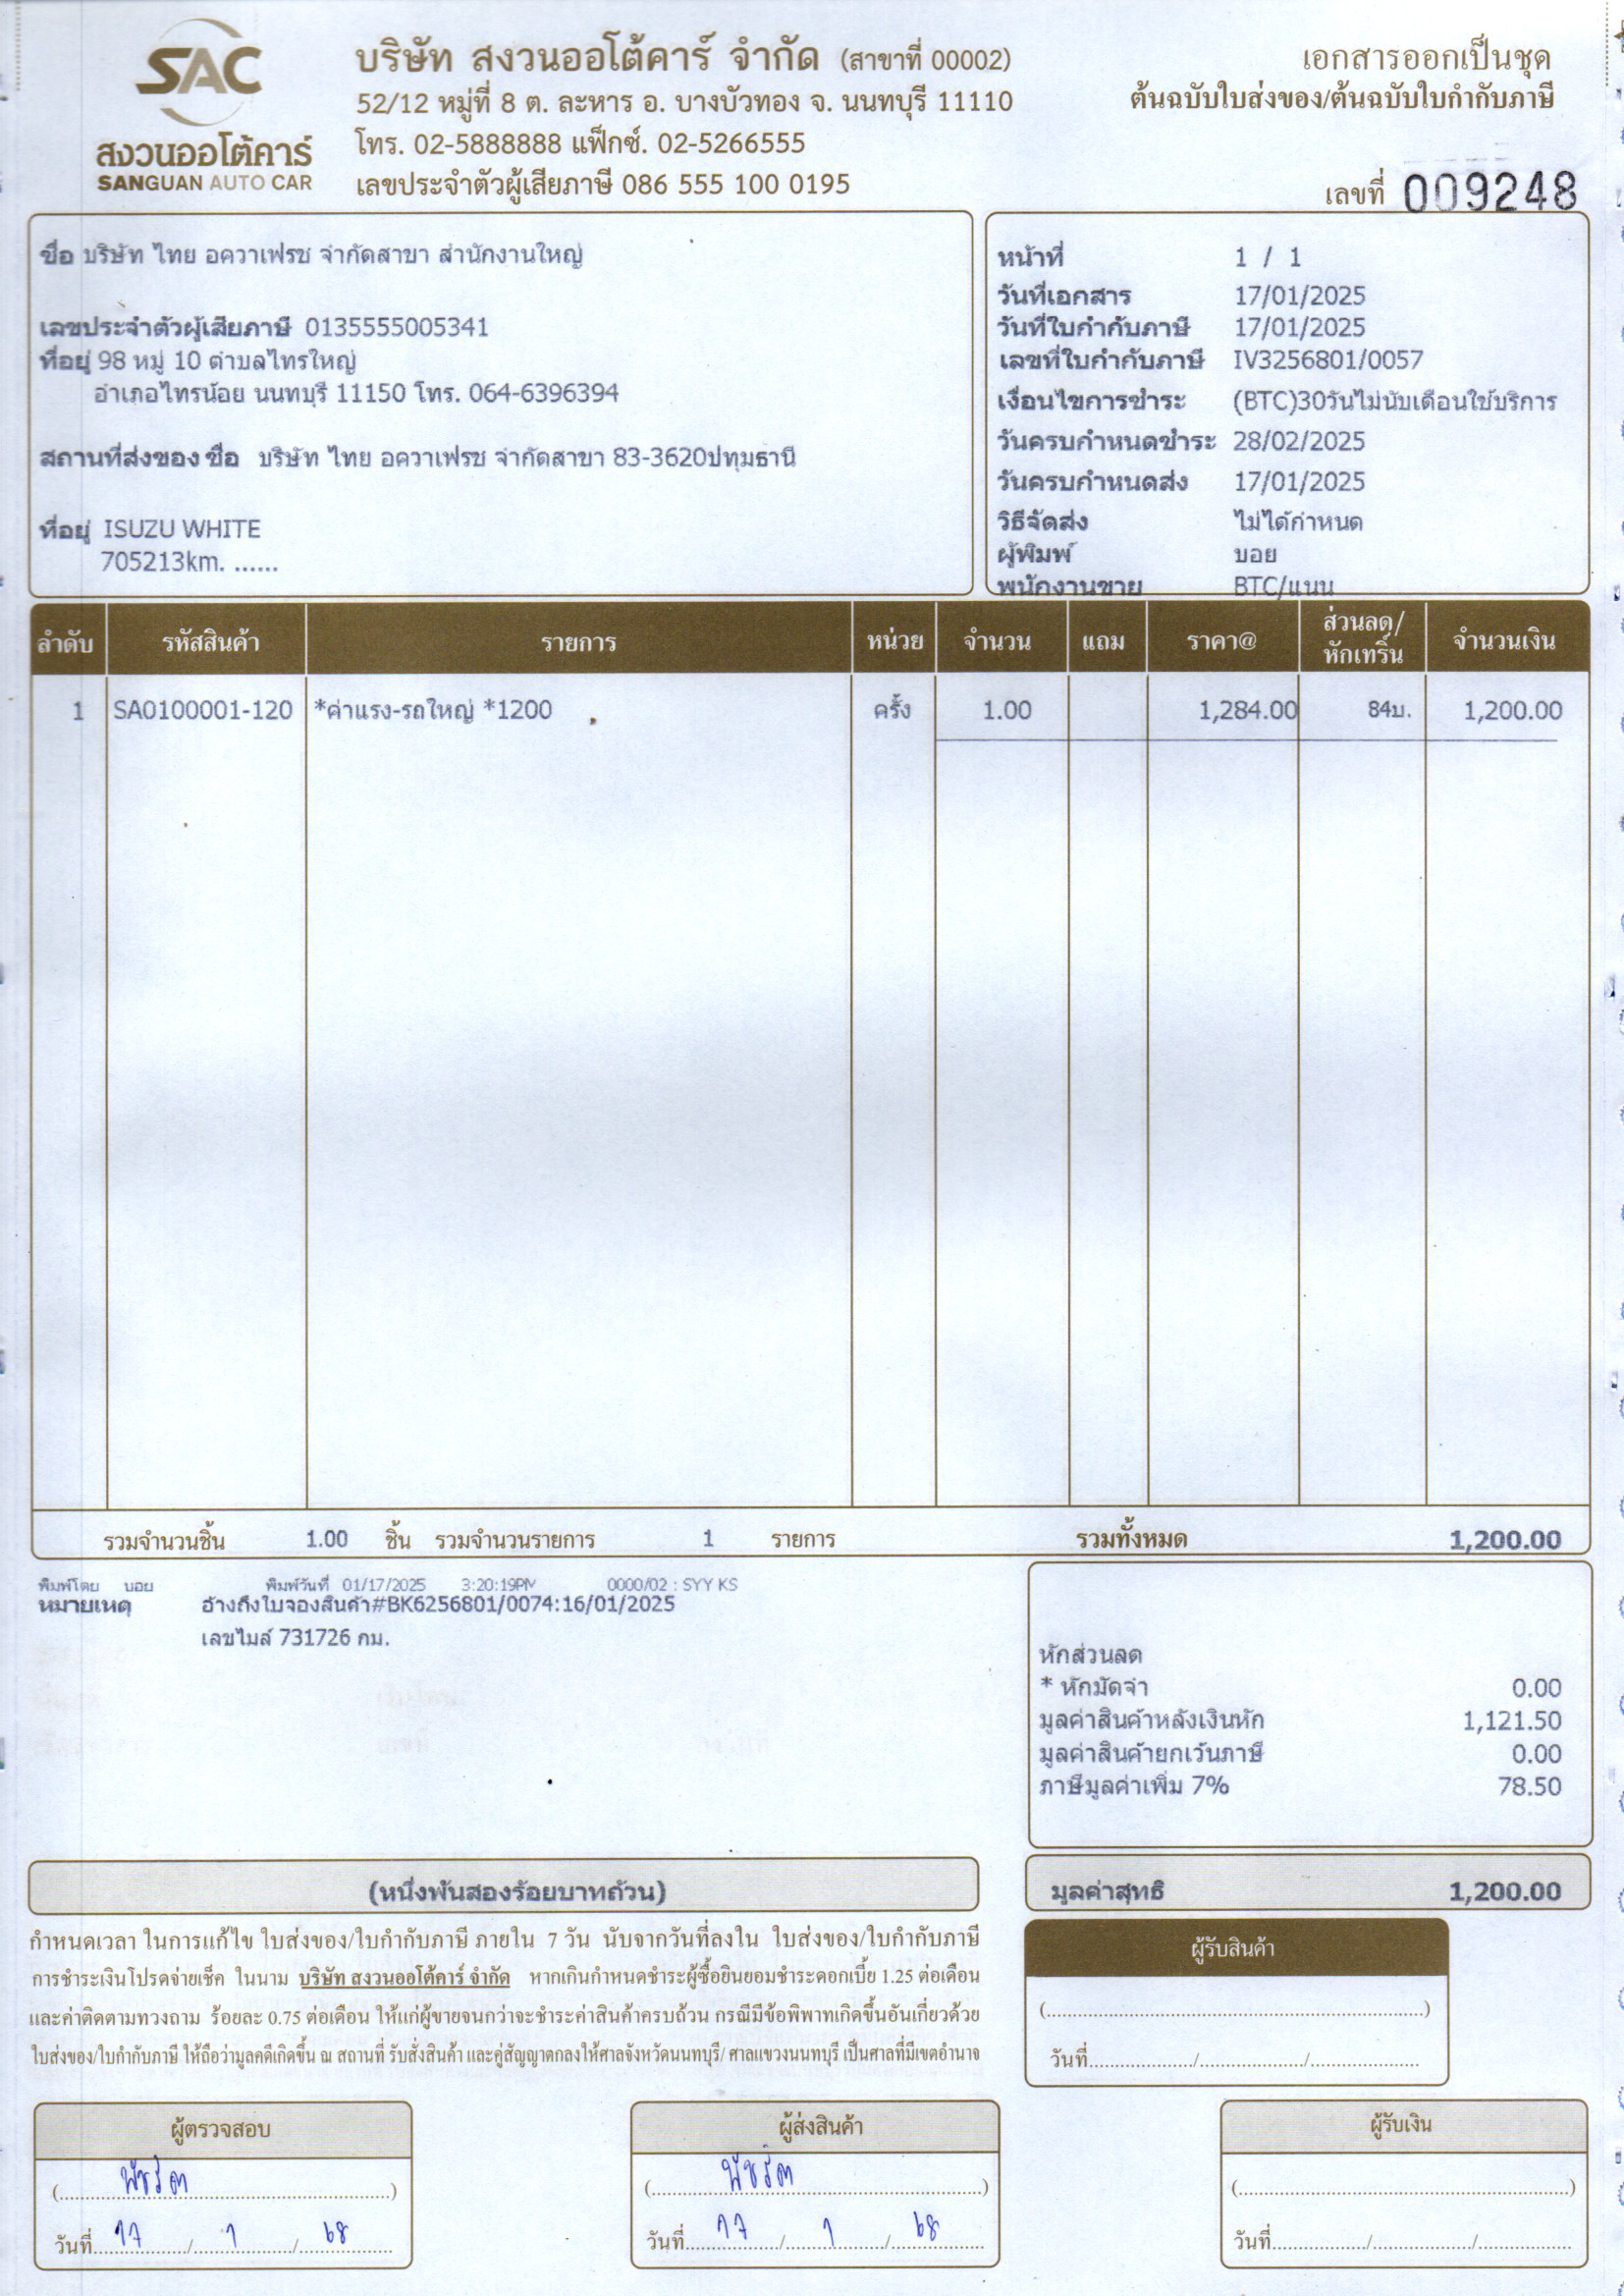 SAC
สงวนออโต้คาร์
SANGUAN AUTO CAR
บริษัท สงวนออโต้คาร์ จำกัด (สาขาที่ 00002)
52/12 หมู่ที่ 8 ต. ละหาร อ. บางบัวทอง จ. นนทบุรี 11110
โทร. 02-5888888 แฟ็กซ์. 02-5266555
เลขประจำตัวผู้เสียภาษี 086 555 100 0195
เอกสารออกเป็นชุด
ต้นฉบับใบส่งของ/ต้นฉบับใบกำกับภาษี
เลขที่ 009248
ชื่อ บริษัท ไทย อควาเฟรช จำกัดสาขา สำนักงานใหญ่
เลขประจำตัวผู้เสียภาษี 0135555005341
ที่อยู่ 98 หมู่ 10 ตำบลไทรใหญ่
อำเภอไทรน้อย นนทบุรี 11150 โทร. 064-6396394
สถานที่ส่งของ ชื่อ บริษัท ไทย อควาเฟรช จำกัดสาขา 83-3620ปทุมธานี
ที่อยู่ ISUZU WHITE
705213km. ......
หน้าที่ 1 / 1
วันที่เอกสาร 17/01/2025
วันที่ใบกำกับภาษี 17/01/2025
เลขที่ใบกำกับภาษี IV3256801/0057
เงื่อนไขการชำระ (BTC)30วันไม่นับเดือนใช้บริการ
วันครบกำหนดชำระ 28/02/2025
วันครบกำหนดส่ง 17/01/2025
วิธีจัดส่ง ไม่ได้กำหนด
ผู้พิมพ์ บอย
พนักงานขาย BTC/แนน
ลำดับ รหัสสินค้า รายการ หน่วย จำนวน แถม ราคา@ ส่วนลด/หักเทริ์น จำนวนเงิน
1 SA0100001-120 *ค่าแรง-รถใหญ่ *1200 ครั้ง 1.00 1,284.00 84บ. 1,200.00
รวมจำนวนชิ้น 1.00 ชิ้น รวมจำนวนรายการ 1 รายการ รวมทั้งหมด 1,200.00
พิมพ์โดย บอย พิมพ์วันที่ 01/17/2025 3:20:19PM 0000/02 : SYY KS
หมายเหตุ อ้างถึงใบจองสินค้า#BK6256801/0074:16/01/2025
เลขไมล์ 731726 กม.
หักส่วนลด
* หักมัดจำ 0.00
มูลค่าสินค้าหลังเงินหัก 1,121.50
มูลค่าสินค้ายกเว้นภาษี 0.00
ภาษีมูลค่าเพิ่ม 7% 78.50
(หนึ่งพันสองร้อยบาทถ้วน)
มูลค่าสุทธิ 1,200.00
กำหนดเวลา ในการแก้ไข ใบส่งของ/ใบกำกับภาษี ภายใน 7 วัน นับจากวันที่ลงใน ใบส่งของ/ใบกำกับภาษี
การชำระเงินโปรดจ่ายเช็ค ในนาม บริษัท สงวนออโต้คาร์ จำกัด หากเกินกำหนดชำระผู้ซื้อยินยอมชำระดอกเบี้ย 1.25 ต่อเดือน
และค่าติดตามทวงถาม ร้อยละ 0.75 ต่อเดือน ให้แก่ผู้ขายจนกว่าจะชำระค่าสินค้าครบถ้วน กรณีมีข้อพิพาทเกิดขึ้นอันเกี่ยวด้วย
ใบส่งของ/ใบกำกับภาษี ให้ถือว่ามูลคดีเกิดขึ้น ณ สถานที่ รับสั่งสินค้า และคู่สัญญาตกลงให้ศาลจังหวัดนนทบุรี/ ศาลแขวงนนทบุรี เป็นศาลที่มีเขตอำนาจ
ผู้รับสินค้า
(......................)
วันที่........../........../..........
ผู้ตรวจสอบ
(พัชรีดา)
วันที่ 17 / 1 / 68
ผู้ส่งสินค้า
(พัชรีดา)
วันที่ 17 / 1 / 68
ผู้รับเงิน
(......................)
วันที่........../........../..........